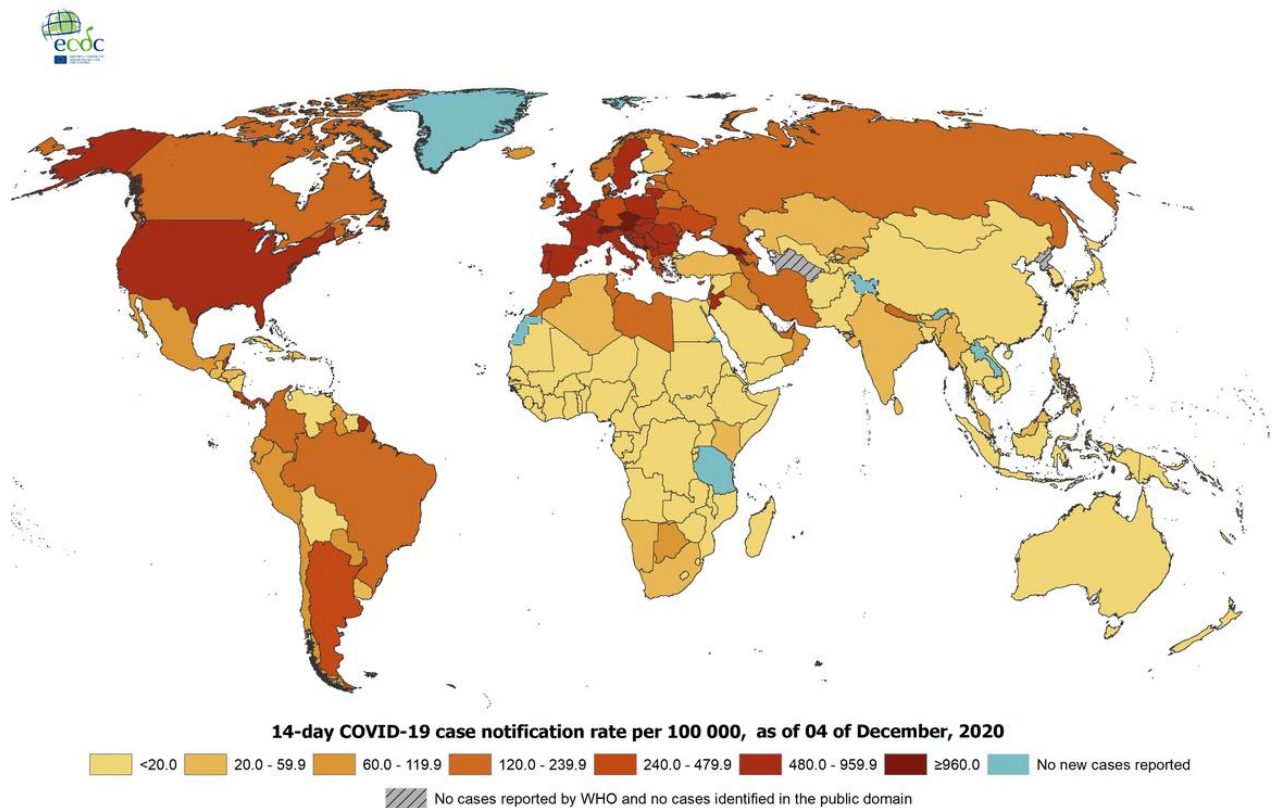 ecdc
14-day COVID-19 case notification rate per 100 000, as of 04 of December, 2020
<20.0 20.0 - 59.9 60.0 - 119.9 120.0 - 239.9 240.0 - 479.9 480.0 - 959.9 ≥960.0 No new cases reported
No cases reported by WHO and no cases identified in the public domain